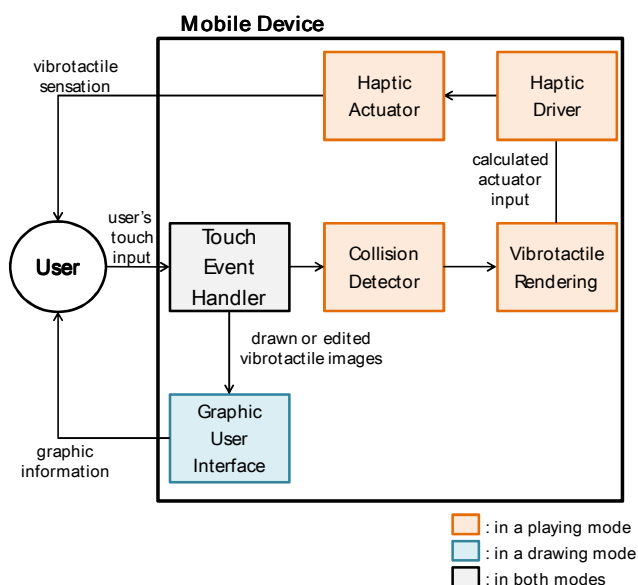 Mobile Device
vibrotactile
sensation
Haptic
Actuator
Haptic
Driver
calculated
actuator
input
user's
touch
input
User
Touch
Event
Handler
Collision
Detector
Vibrotactile
Rendering
drawn or edited
vibrotactile images
Graphic
User
Interface
graphic
information
: in a playing mode
: in a drawing mode
: in both modes